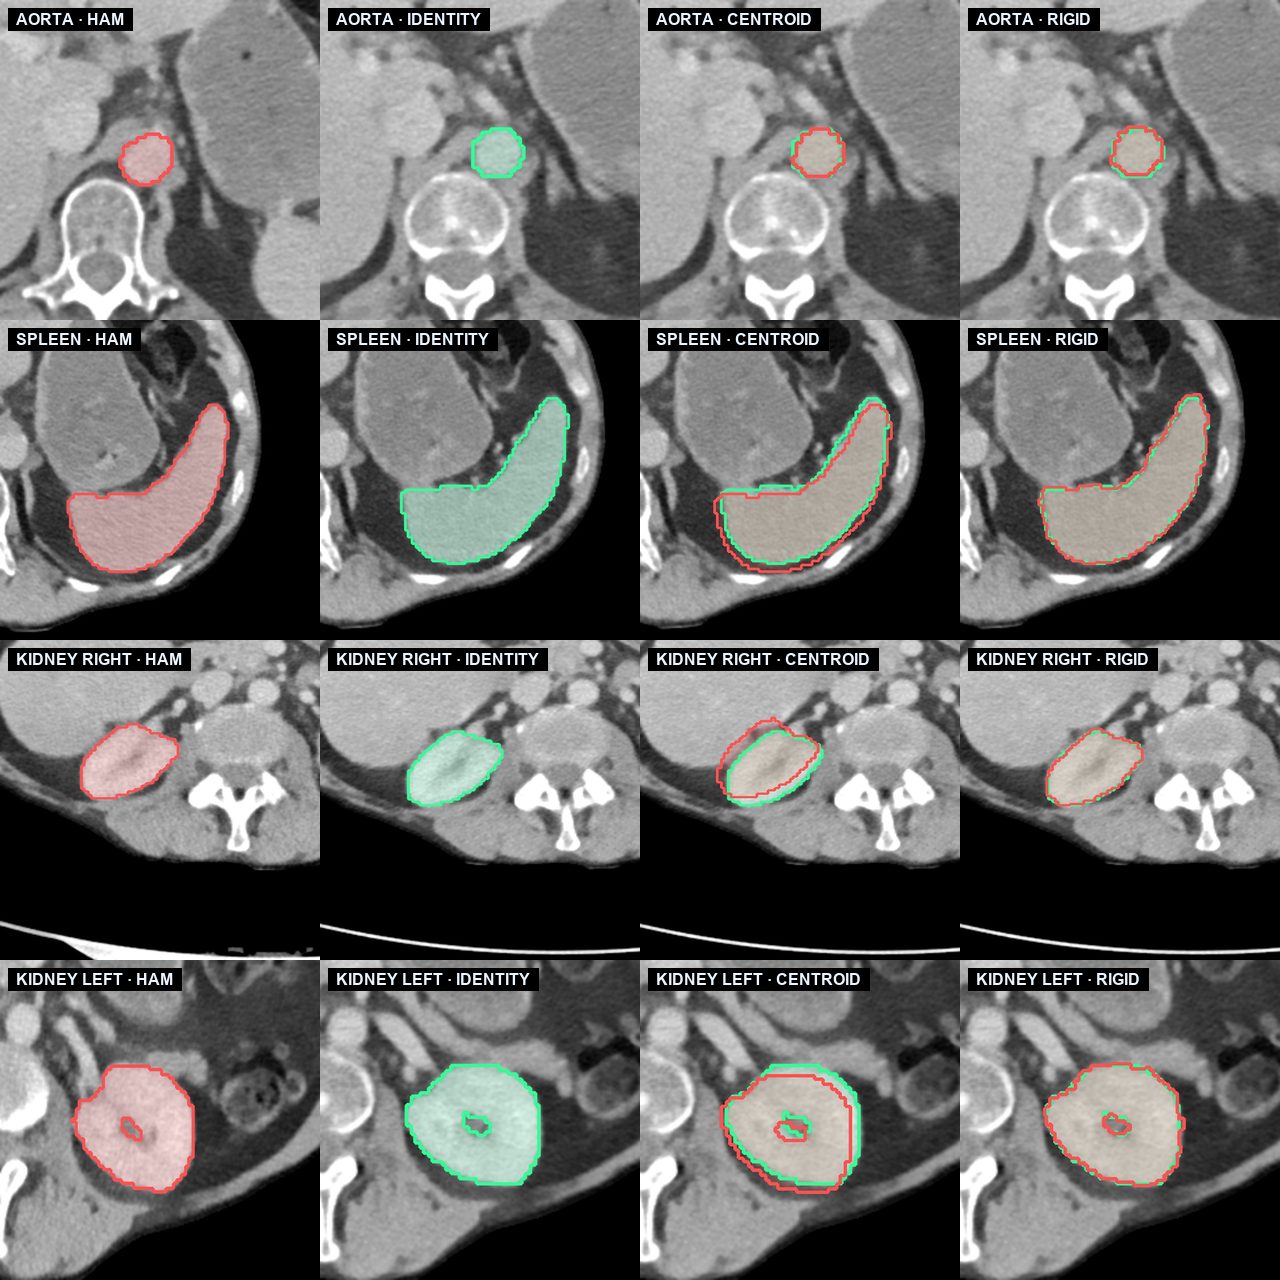 AORTA · HAM
AORTA · IDENTITY
AORTA · CENTROID
AORTA · RIGID
SPLEEN · HAM
SPLEEN · IDENTITY
SPLEEN · CENTROID
SPLEEN · RIGID
KIDNEY RIGHT · HAM
KIDNEY RIGHT · IDENTITY
KIDNEY RIGHT · CENTROID
KIDNEY RIGHT · RIGID
KIDNEY LEFT · HAM
KIDNEY LEFT · IDENTITY
KIDNEY LEFT · CENTROID
KIDNEY LEFT · RIGID